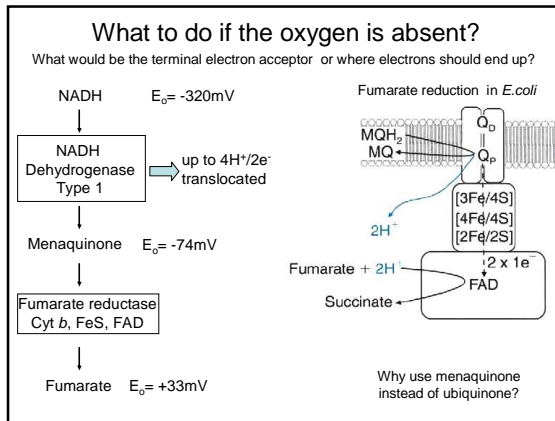 What to do if the oxygen is absent?
What would be the terminal electron acceptor or where electrons should end up?
NADH E₀= -320mV
NADH
Dehydrogenase
Type 1
up to 4H⁺/2e⁻
translocated
Menaquinone E₀= -74mV
Fumarate reductase
Cyt b, FeS, FAD
Fumarate E₀= +33mV
Fumarate reduction in E.coli
Q_D
MQH₂
MQ
Q_P
[3Fe/4S]
[4Fe/4S]
[2Fe/2S]
2H⁺
2 x 1e⁻
Fumarate + 2H⁺
FAD
Succinate
Why use menaquinone
instead of ubiquinone?